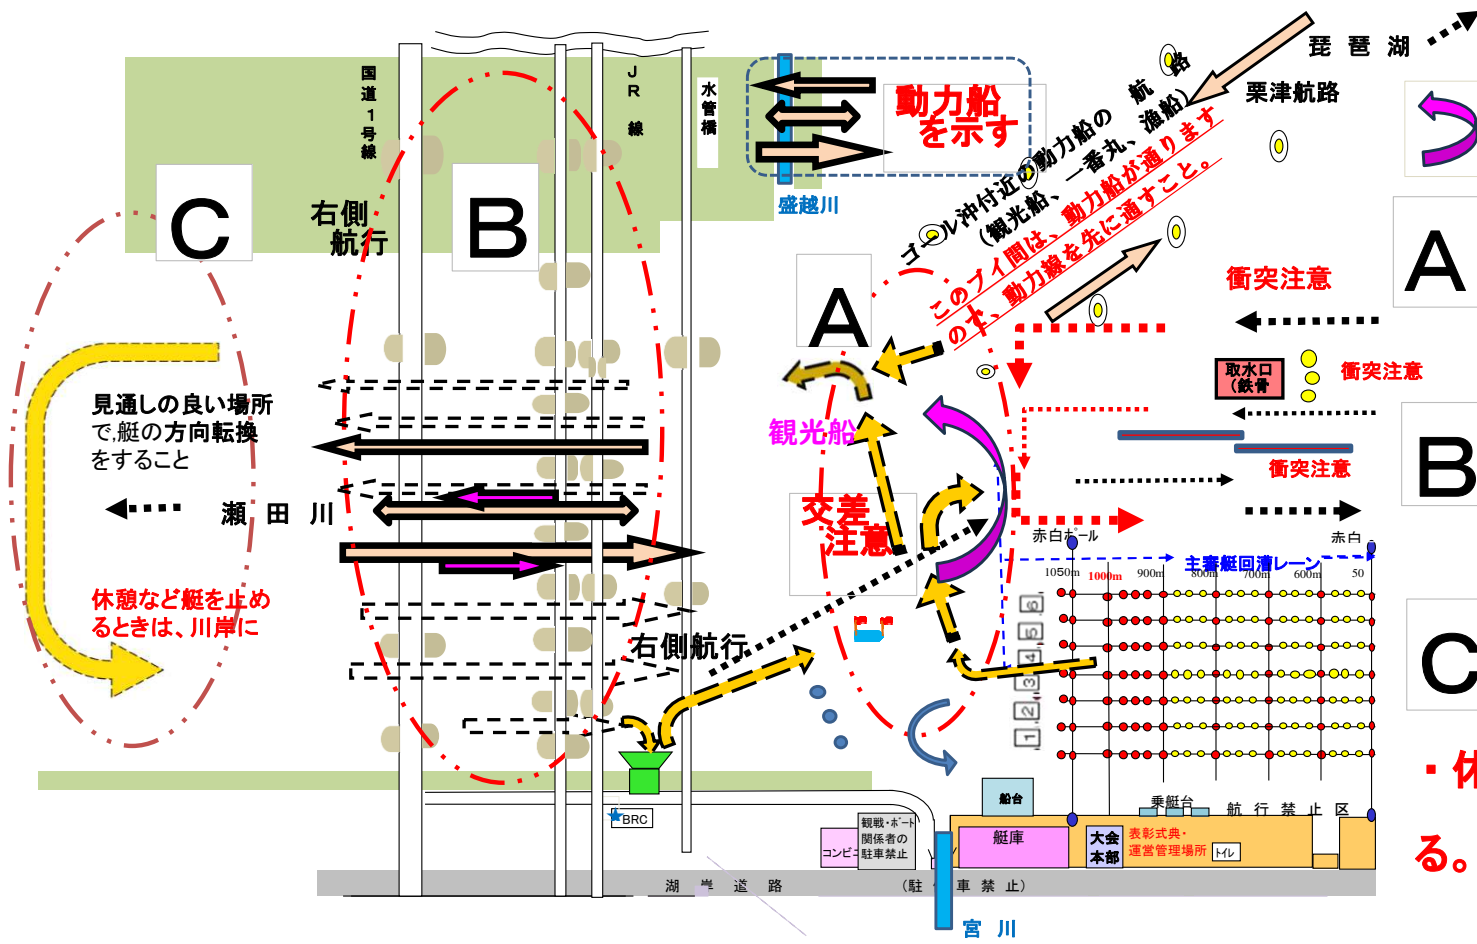 国道1号線
JR線
水管橋
動力船
を示す
盛越川
琵琶湖
栗津航路
ゴール沖付近の動力船の航路
(観光船、一番丸、漁船)
このブイ間は、動力船が通ります
ので、動力線を先に通すこと。
C
右側
航行
B
A
A
衝突注意
取水口
(鉄骨
衝突注意
B
衝突注意
見通しの良い場所
で,艇の方向転換
をすること
瀬田川
休憩など艇を止め
るときは、川岸に
観光船
交差
注意
右側航行
赤白ポール
赤白
主審艇回漕レーン
1050m
1000m
900m
800m
700m
600m
50
6
5
4
3
2
1
C
・休
る。
BRC
船台
乗艇台
航行禁止区
コンビニ
観戦・ボート
関係者の
駐車禁止
艇庫
大会
本部
表彰式典・
運営管理場所
トイレ
湖岸道路
(駐車禁止)
宮川